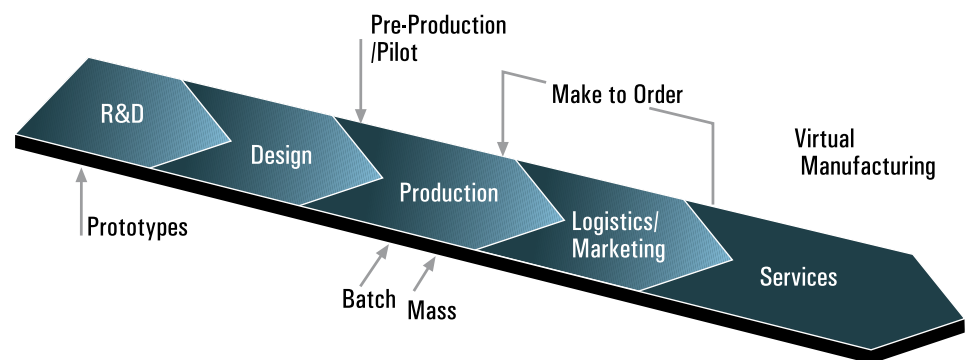 Pre-Production
/Pilot
Make to Order
Virtual
Manufacturing
R&D
Design
Production
Logistics/
Marketing
Services
Prototypes
Batch
Mass